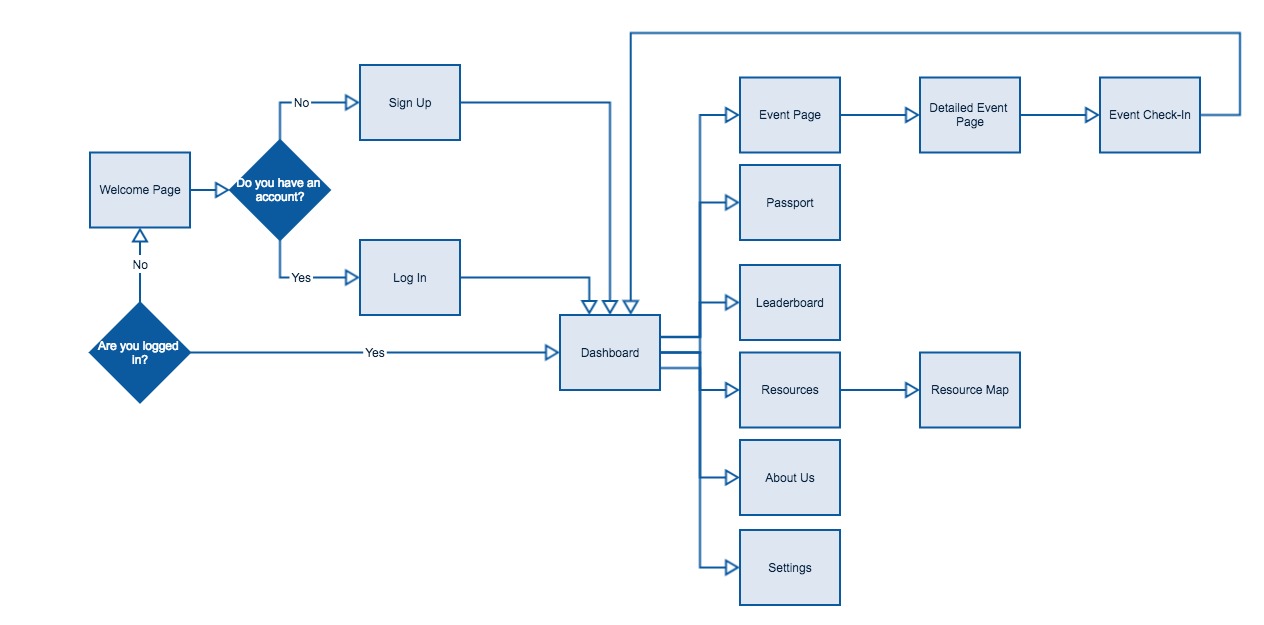 No
Sign Up
Event Page
Detailed Event
Page
Event Check-In
Welcome Page
Do you have an
account?
Passport
No
Yes
Log In
Leaderboard
Are you logged
in?
Yes
Dashboard
Resources
Resource Map
About Us
Settings